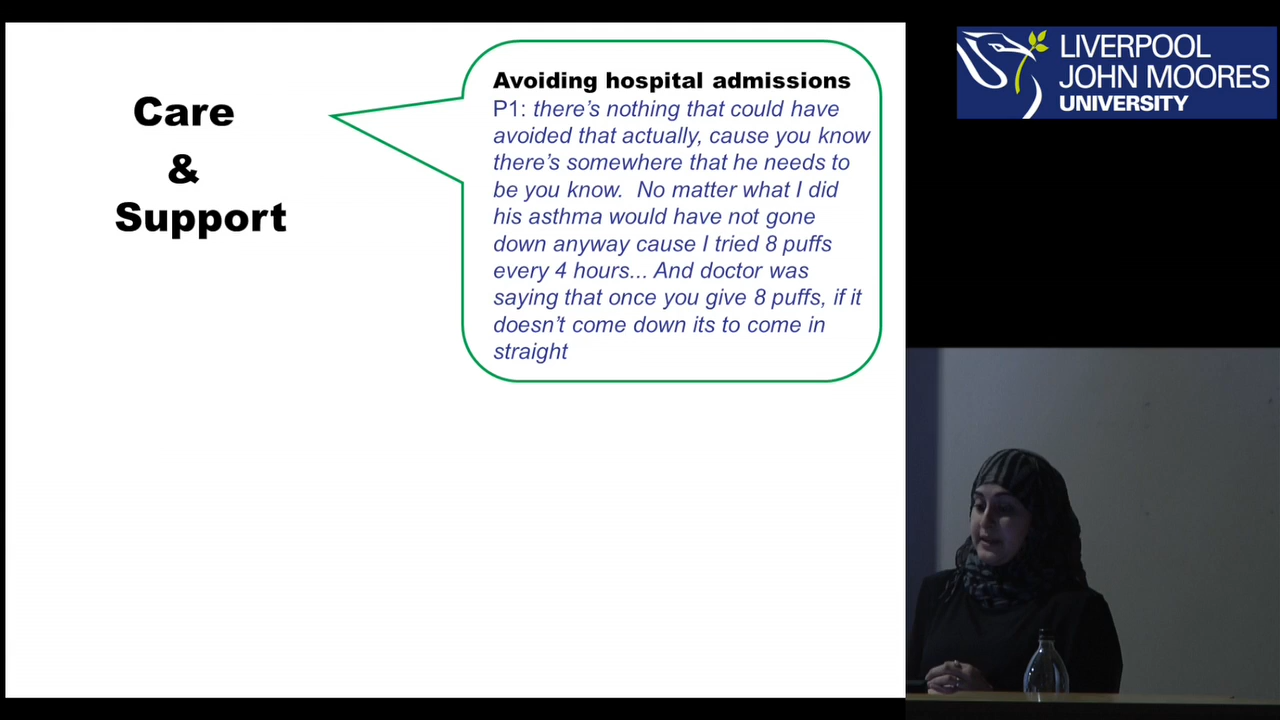 Care
&
Support
Avoiding hospital admissions
P1: there's nothing that could have
avoided that actually, cause you know
there's somewhere that he needs to
be you know.  No matter what I did
his asthma would have not gone
down anyway cause I tried 8 puffs
every 4 hours... And doctor was
saying that once you give 8 puffs, if it
doesn't come down its to come in
straight
LIVERPOOL
JOHN MOORES
UNIVERSITY